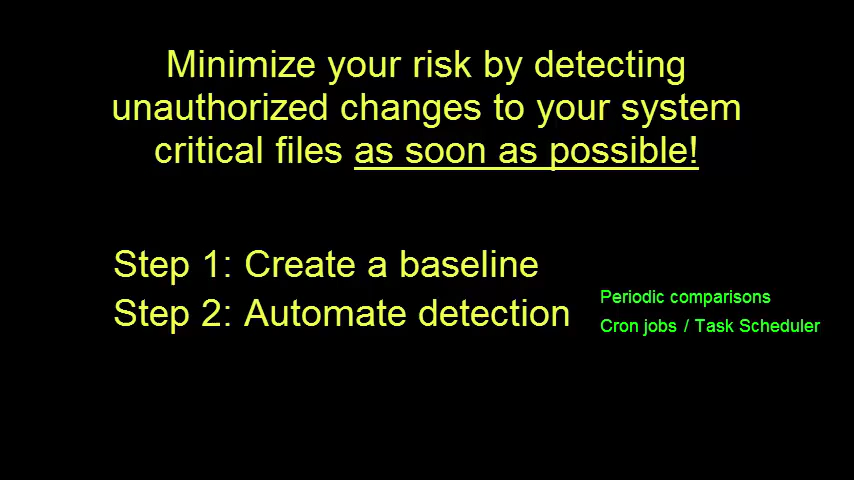 Minimize your risk by detecting
unauthorized changes to your system
critical files as soon as possible!
Step 1: Create a baseline
Step 2: Automate detection
Periodic comparisons
Cron jobs / Task Scheduler